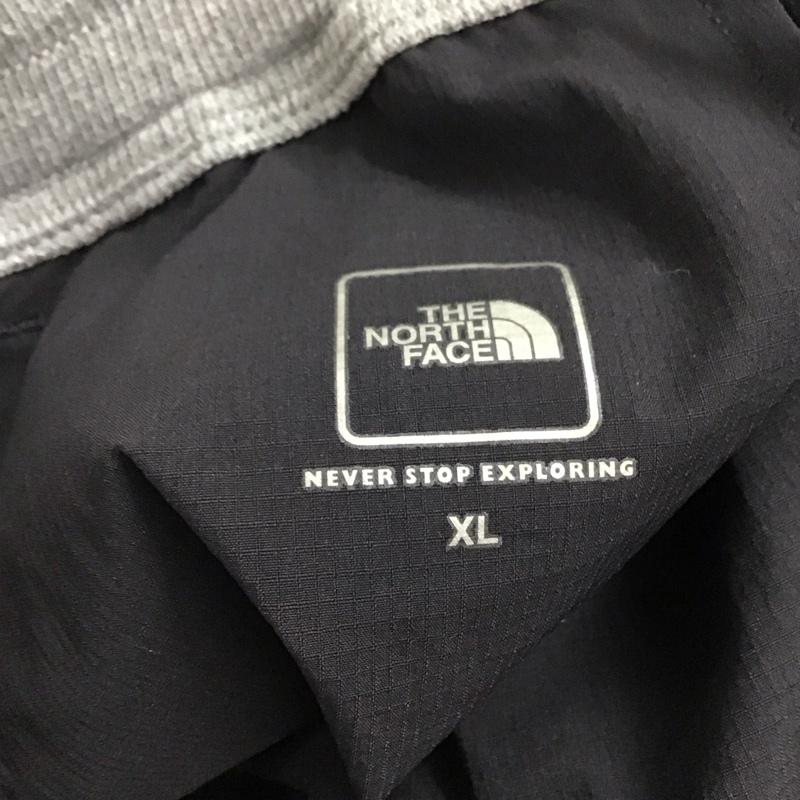 THE
NORTH
FACE
NEVER STOP EXPLORING
XL